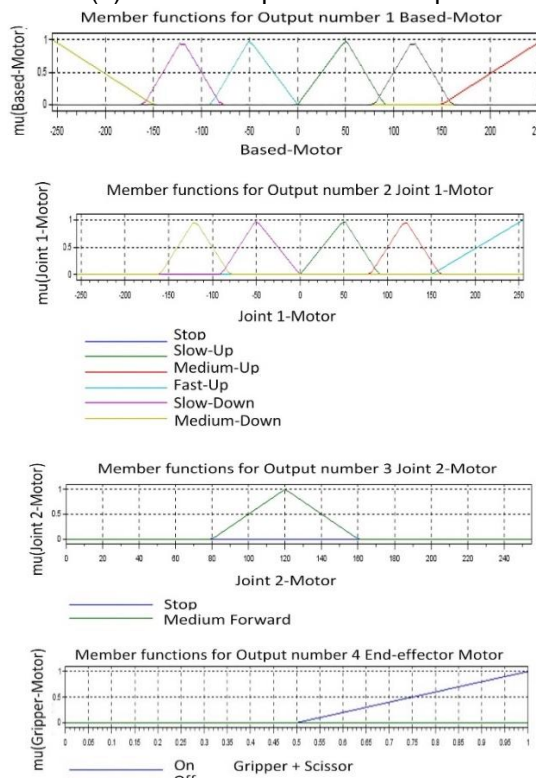 Member functions for Output number 1 Based-Motor
mu(Based-Motor)
1
0.5
0
-250 -200 -150 -100 -50 0 50 100 150 200 250
Based-Motor
Member functions for Output number 2 Joint 1-Motor
mu(Joint 1-Motor)
1
0.5
0
-250 -200 -150 -100 -50 0 50 100 150 200 250
Joint 1-Motor
Stop
Slow-Up
Medium-Up
Fast-Up
Slow-Down
Medium-Down
Member functions for Output number 3 Joint 2-Motor
mu(Joint 2-Motor)
1
0.5
0
0 20 40 60 80 100 120 140 160 180 200 220 240
Joint 2-Motor
Stop
Medium Forward
Member functions for Output number 4 End-effector Motor
mu(Gripper-Motor)
1
0.5
0
0 0.05 0.1 0.15 0.2 0.25 0.3 0.35 0.4 0.45 0.5 0.55 0.6 0.65 0.7 0.75 0.8 0.85 0.9 0.95 1
On Gripper + Scissor